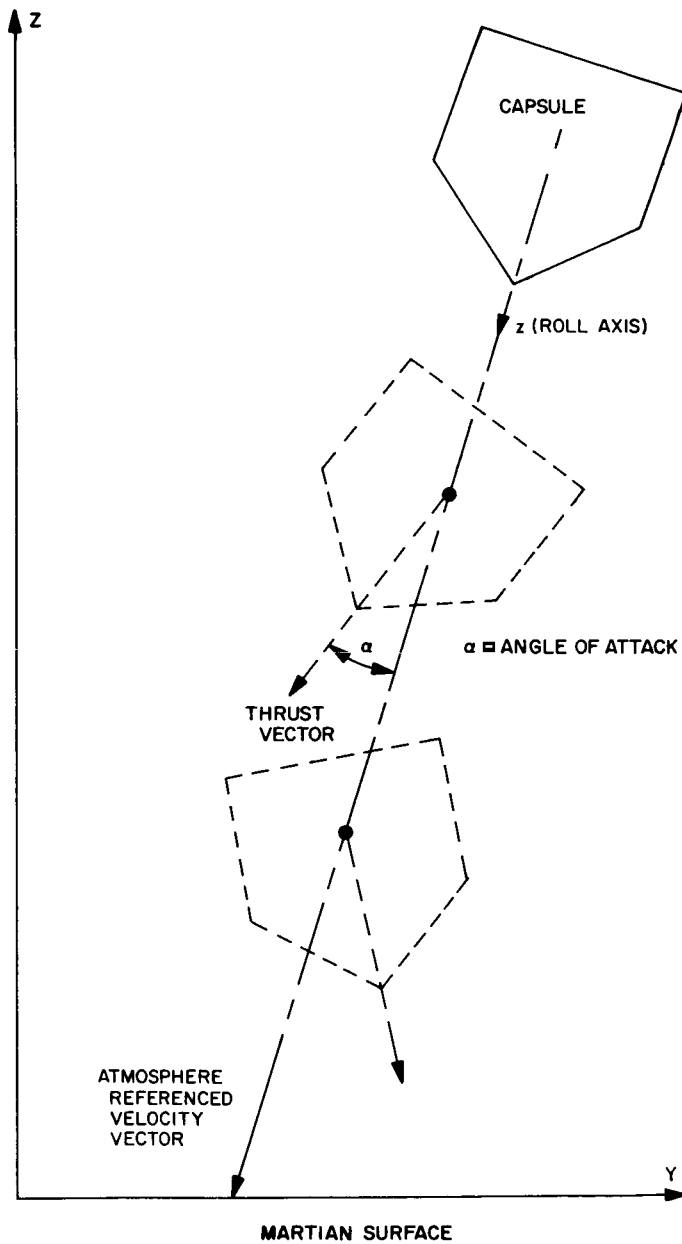 Z
CAPSULE
z (ROLL AXIS)
α
α = ANGLE OF ATTACK
THRUST
VECTOR
ATMOSPHERE
REFERENCED
VELOCITY
VECTOR
Y
MARTIAN SURFACE